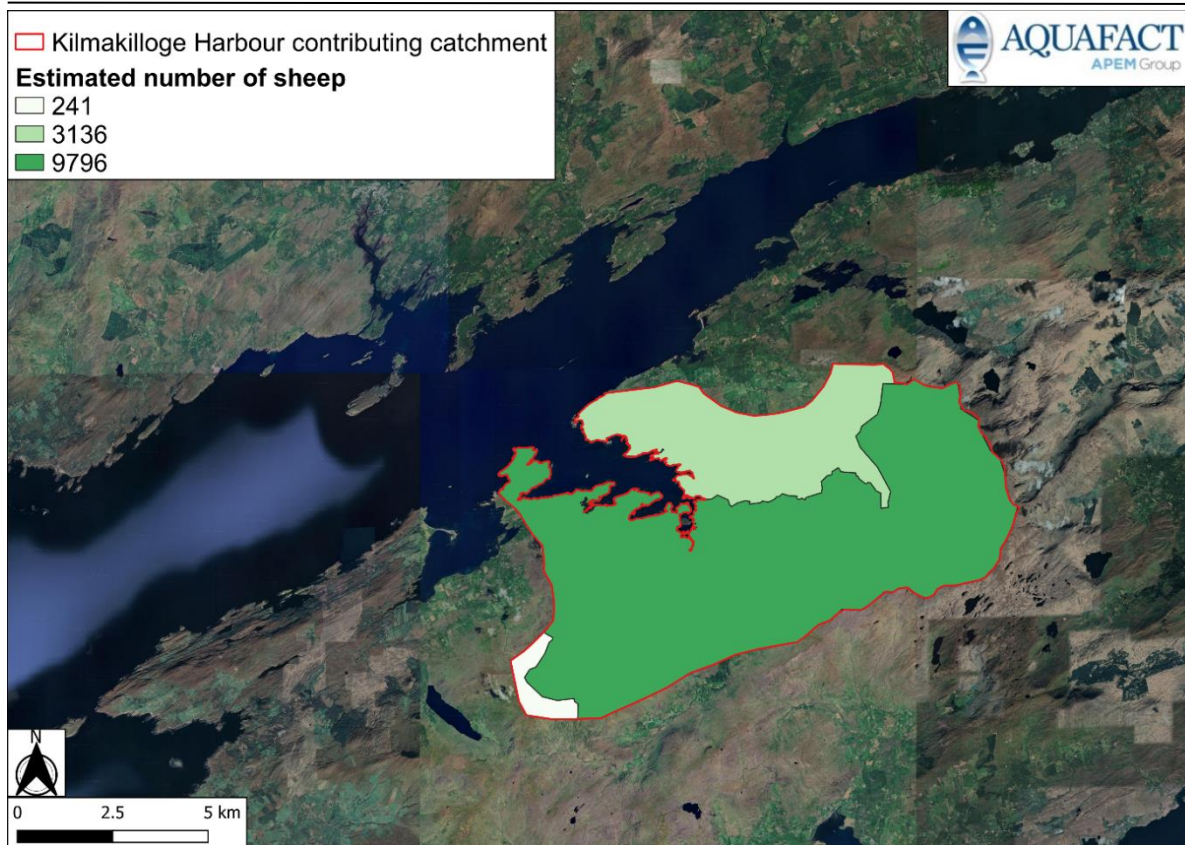 Kilmakilloge Harbour contributing catchment
Estimated number of sheep
241
3136
9796
AQUAFACT
APEM Group
N
0 2.5 5 km